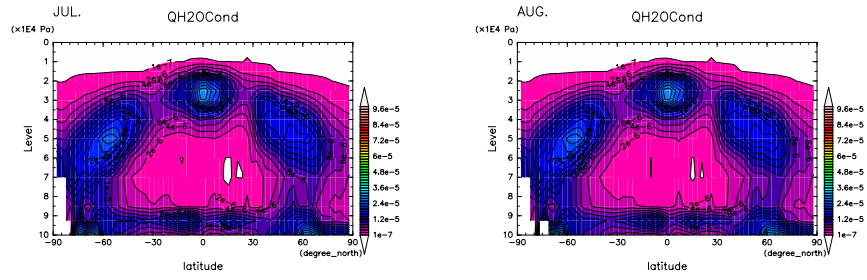 JUL.
QH2OCond
(×1E4 Pa)
0
1
2
3
4
5
6
7
8
9
10
Level
−90
−60
−30
0
30
60
90
(degree_north)
latitude
9.6e−5
8.4e−5
7.2e−5
6e−5
4.8e−5
3.6e−5
2.4e−5
1.2e−5
1e−7
AUG.
QH2OCond
(×1E4 Pa)
0
1
2
3
4
5
6
7
8
9
10
Level
−90
−60
−30
0
30
60
90
(degree_north)
latitude
9.6e−5
8.4e−5
7.2e−5
6e−5
4.8e−5
3.6e−5
2.4e−5
1.2e−5
1e−7